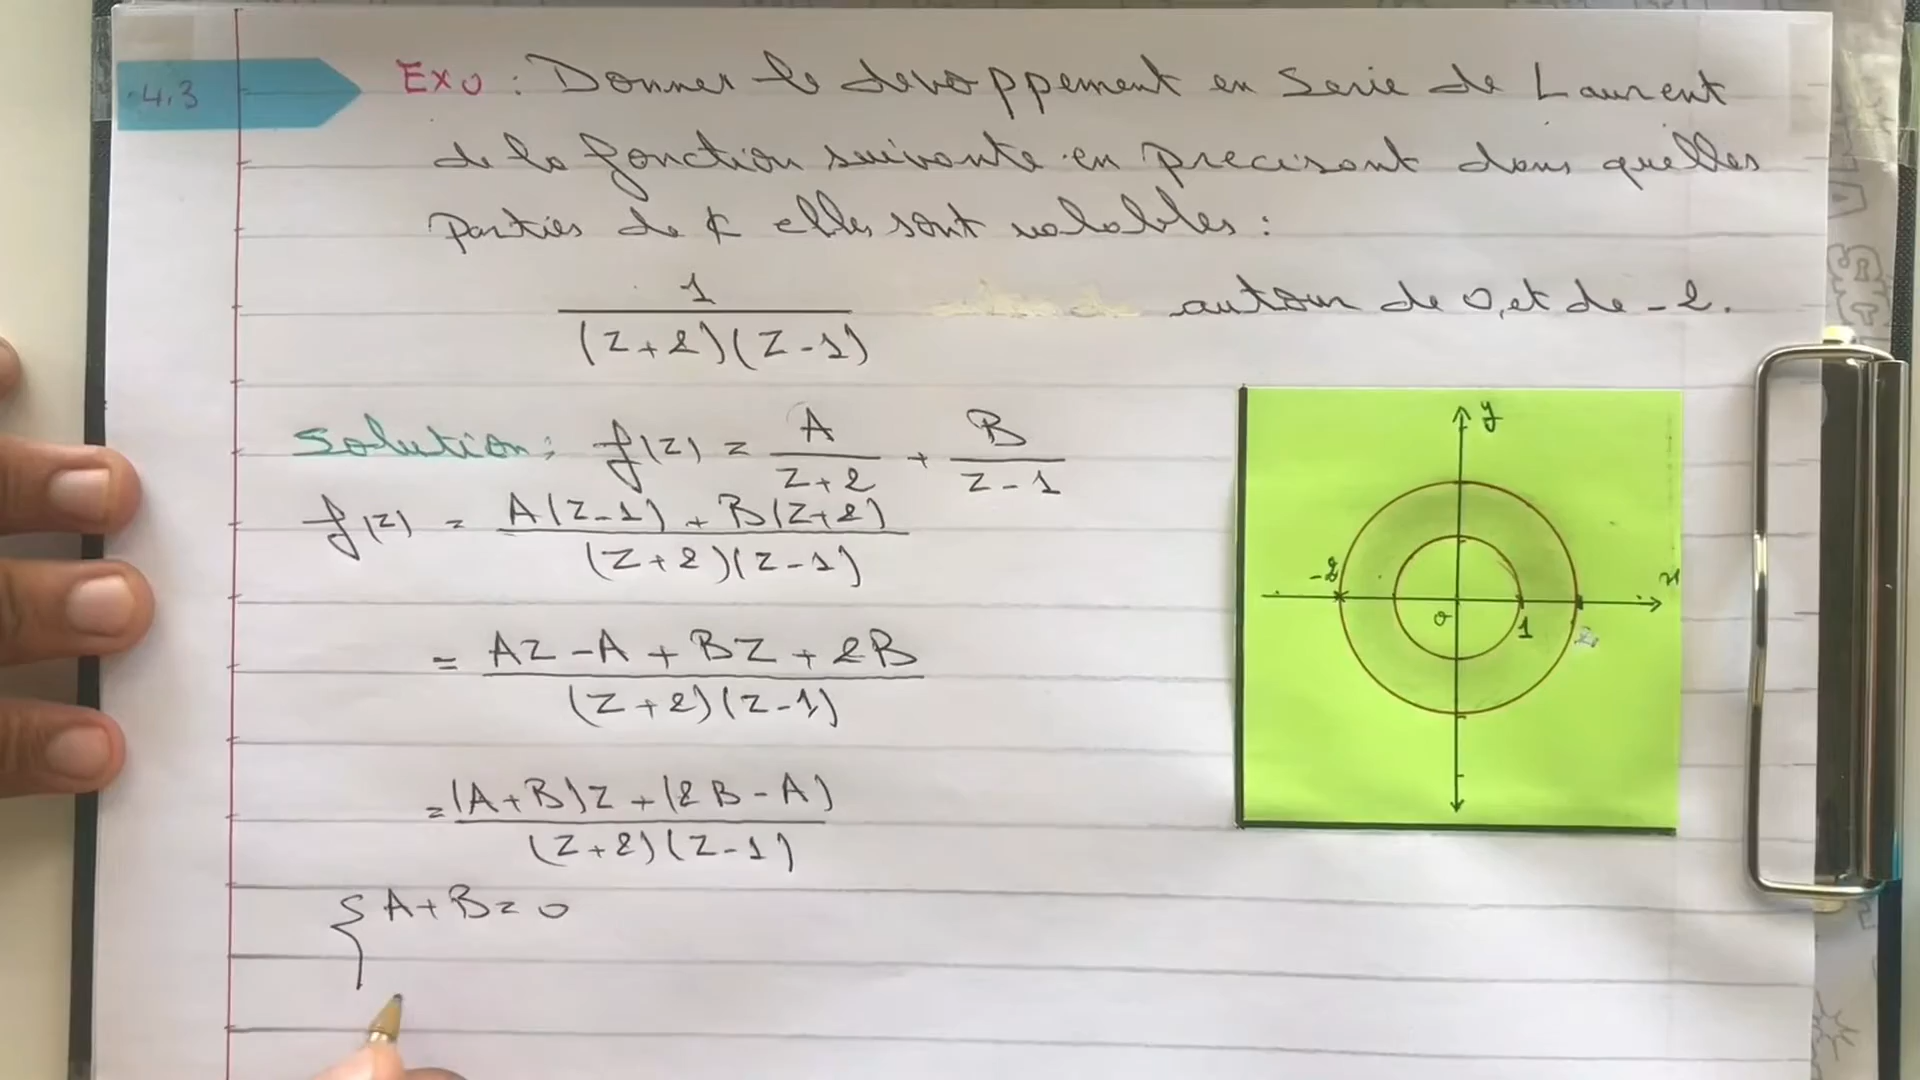 4.3
Exo : Donner le devoppement en Serie de Laurent
de la fonction suivante en precisant dans quelles
parties de ₵ elles sont valables :
1
(z+2)(z-1)
autour de 0, et de -2.
Solution : f(z) = A/(z+2) + B/(z-1)
f(z) = A(z-1) + B(z+2)
(z+2)(z-1)
= Az - A + Bz + 2B
(z+2)(z-1)
= (A+B)z + (2B-A)
(z+2)(z-1)
{ A+B = 0
y
-2
x
0
1
2